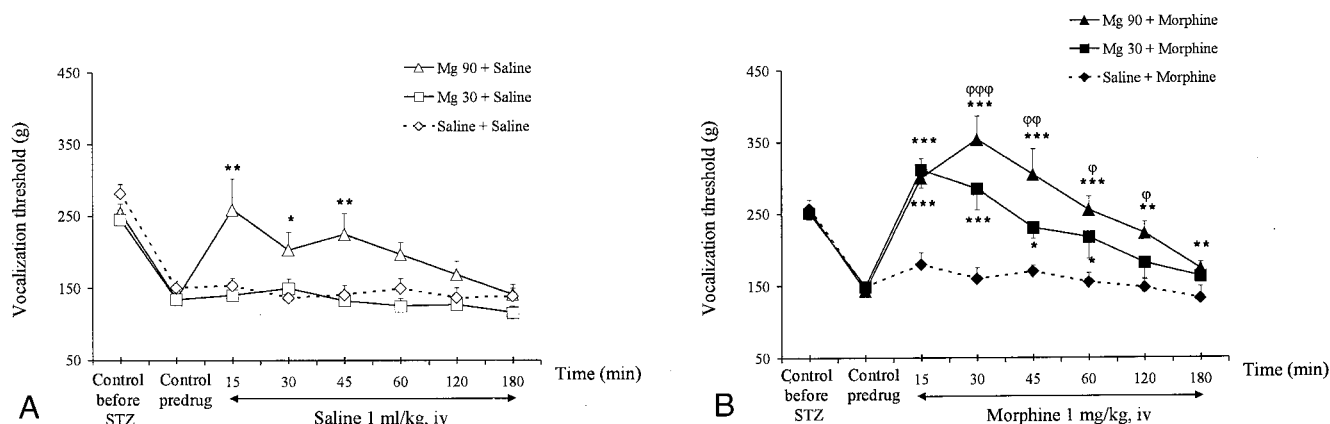 Mg 90 + Saline
Mg 30 + Saline
Saline + Saline
Vocalization threshold (g)
450
350
250
150
50
**
*
**
Control before STZ
Control predrug
15
30
45
60
120
180
Time (min)
Saline 1 ml/kg, iv
A
Mg 90 + Morphine
Mg 30 + Morphine
Saline + Morphine
Vocalization threshold (g)
450
350
250
150
50
φφφ
***
***
φφ
***
φ
***
φ
**
**
***
***
*
*
Control before STZ
Control predrug
15
30
45
60
120
180
Time (min)
Morphine 1 mg/kg, iv
B